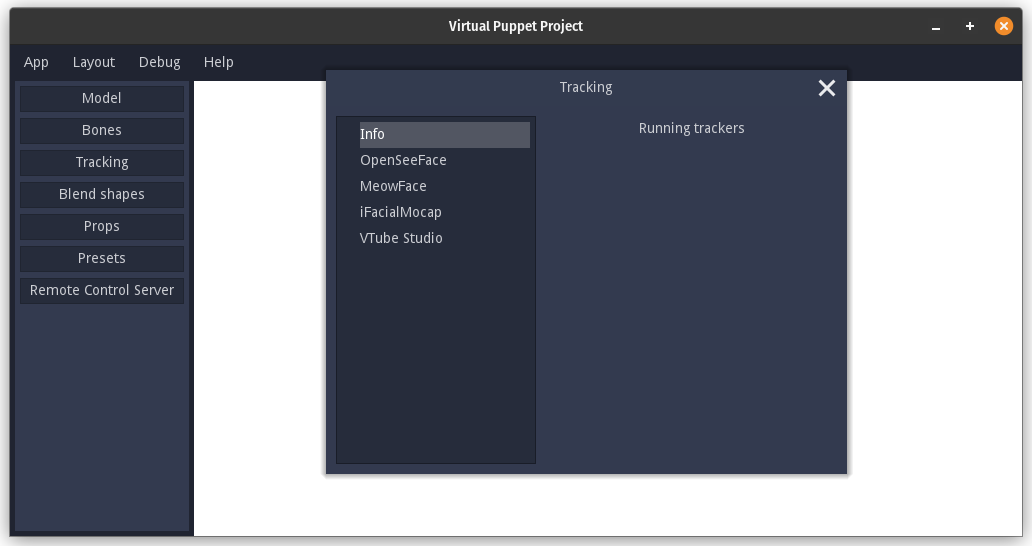 Virtual Puppet Project
App Layout Debug Help
Model
Bones
Tracking
Blend shapes
Props
Presets
Remote Control Server
Tracking
Info
OpenSeeFace
MeowFace
iFacialMocap
VTube Studio
Running trackers